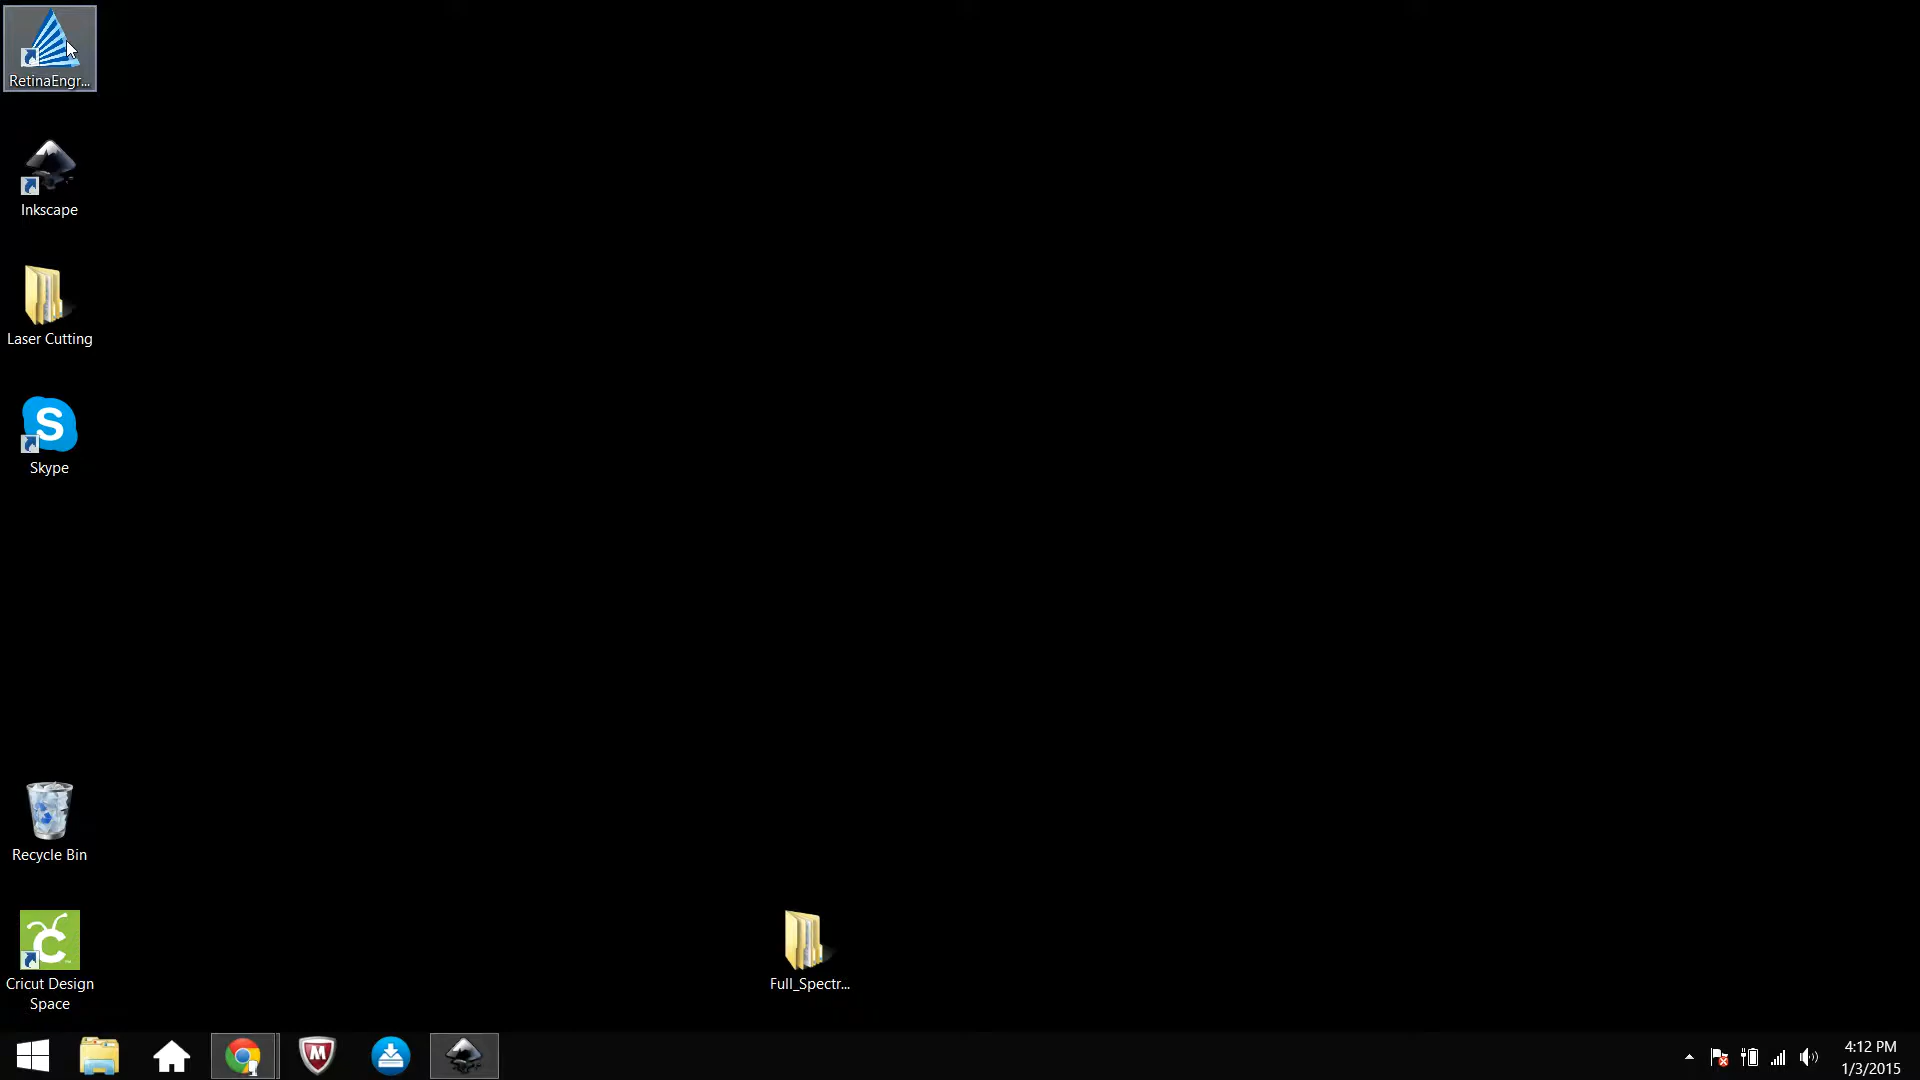 RetinaEngr...
Inkscape
Laser Cutting
S
Skype
Recycle Bin
Cricut Design
Space
Full_Spectr...
4:12 PM
1/3/2015